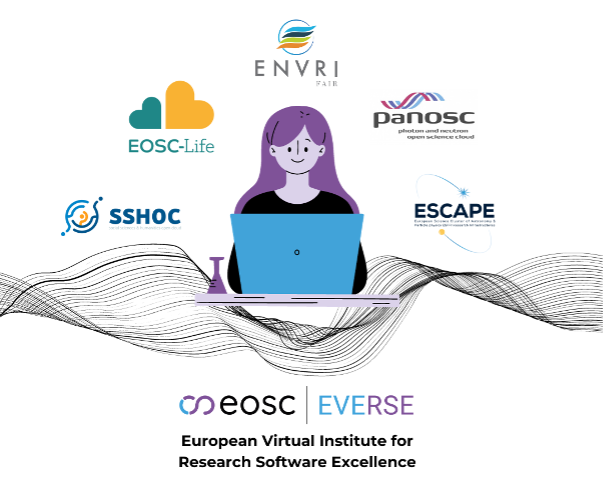 ENVRI
FAIR
EOSC-Life
panosc
photon and neutron
open science cloud
SSHOC
ESCAPE
eosc | EVERSE
European Virtual Institute for
Research Software Excellence